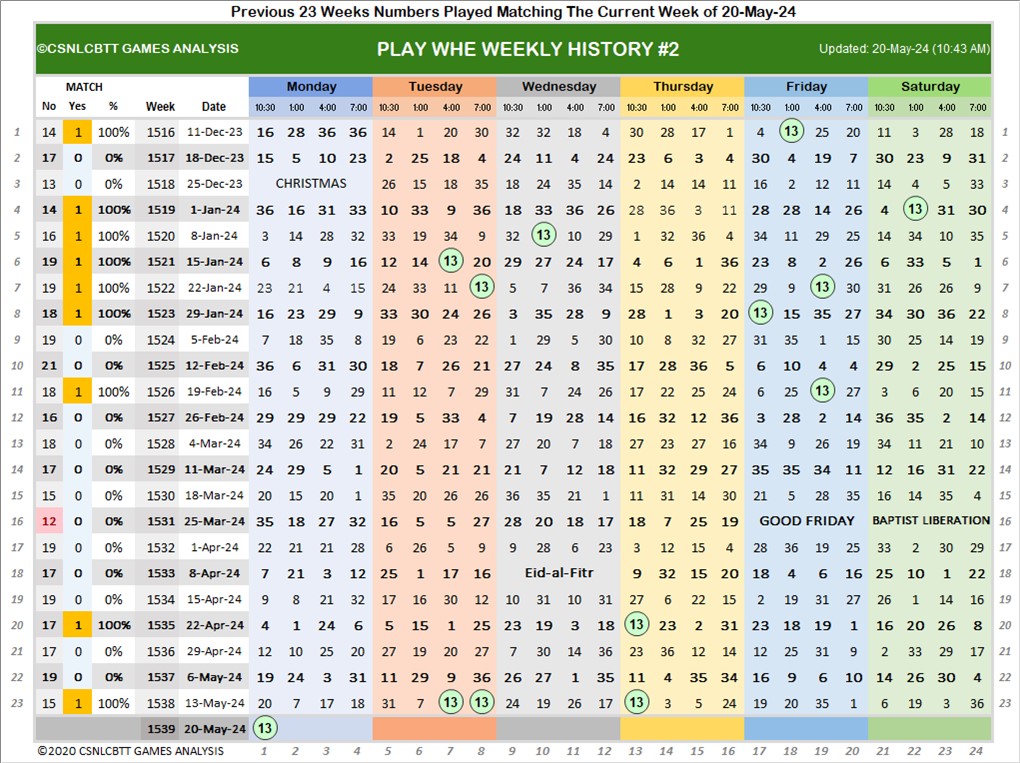 Previous 23 Weeks Numbers Played Matching The Current Week of 20-May-24
©CSNLCBTT GAMES ANALYSIS PLAY WHE WEEKLY HISTORY #2 Updated: 20-May-24 (10:43 AM)
MATCH Monday Tuesday Wednesday Thursday Friday Saturday
No Yes % Week Date 10:30 1:00 4:00 7:00 10:30 1:00 4:00 7:00 10:30 1:00 4:00 7:00 10:30 1:00 4:00 7:00 10:30 1:00 4:00 7:00 10:30 1:00 4:00 7:00
1 14 1 100% 1516 11-Dec-23 16 28 36 36 14 1 20 30 32 32 18 4 30 28 17 1 4 13 25 20 11 3 28 18 1
2 17 0 0% 1517 18-Dec-23 15 5 10 23 2 25 18 4 24 11 4 24 23 6 3 4 30 4 19 7 30 23 9 31 2
3 13 0 0% 1518 25-Dec-23 CHRISTMAS 26 15 18 35 18 24 35 14 2 14 14 11 16 2 12 11 14 4 5 33 3
4 14 1 100% 1519 1-Jan-24 36 16 31 33 10 33 9 36 18 33 36 26 28 36 3 11 28 28 14 26 4 13 31 30 4
5 16 1 100% 1520 8-Jan-24 3 14 28 32 33 19 34 9 32 13 10 29 1 32 36 4 34 11 29 25 14 34 10 35 5
6 19 1 100% 1521 15-Jan-24 6 8 9 16 12 14 13 20 29 27 24 17 4 6 1 36 23 8 2 26 6 33 5 1 6
7 19 1 100% 1522 22-Jan-24 23 21 4 15 24 33 11 13 5 7 36 34 15 28 9 22 29 9 13 30 31 26 26 9 7
8 18 1 100% 1523 29-Jan-24 16 23 29 9 33 30 24 26 3 35 28 9 28 1 3 20 13 15 35 27 34 30 36 22 8
9 19 0 0% 1524 5-Feb-24 7 18 35 8 19 6 23 22 1 29 5 30 10 8 32 27 31 35 1 15 30 25 14 19 9
10 21 0 0% 1525 12-Feb-24 36 6 31 30 18 7 26 21 27 24 8 35 17 28 36 5 6 10 4 4 29 2 25 15 10
11 18 1 100% 1526 19-Feb-24 16 5 9 29 11 12 7 29 31 7 24 26 17 22 25 24 6 25 13 27 3 6 20 15 11
12 16 0 0% 1527 26-Feb-24 29 29 29 22 19 5 33 4 7 19 28 14 16 32 12 36 3 28 2 14 36 35 2 14 12
13 18 0 0% 1528 4-Mar-24 34 26 22 31 2 24 17 7 27 20 7 18 27 23 27 16 34 9 26 19 34 11 21 10 13
14 17 0 0% 1529 11-Mar-24 24 29 5 1 20 5 21 21 21 7 12 18 11 32 29 27 35 35 34 11 12 16 31 22 14
15 15 0 0% 1530 18-Mar-24 20 15 20 1 35 20 26 26 36 35 21 1 11 31 14 30 21 5 28 35 16 14 35 4 15
16 12 0 0% 1531 25-Mar-24 35 18 27 32 16 5 5 27 28 20 18 17 18 7 25 19 GOOD FRIDAY BAPTIST LIBERATION 16
17 19 0 0% 1532 1-Apr-24 22 21 21 28 6 26 5 9 9 28 6 23 3 12 15 4 28 36 19 25 33 2 30 29 17
18 17 0 0% 1533 8-Apr-24 7 21 3 12 25 1 17 16 Eid-al-Fitr 9 32 15 20 18 4 6 16 25 10 1 22 18
19 19 0 0% 1534 15-Apr-24 9 8 21 32 17 16 30 12 10 31 10 31 27 6 22 15 2 19 31 27 26 1 14 16 19
20 17 1 100% 1535 22-Apr-24 4 1 24 6 5 15 1 25 23 19 3 18 13 23 2 31 23 18 19 1 16 20 26 8 20
21 17 0 0% 1536 29-Apr-24 12 10 25 20 27 19 20 27 7 30 14 36 23 36 12 14 12 25 31 9 2 33 29 17 21
22 19 0 0% 1537 6-May-24 19 24 3 31 11 29 9 36 26 27 1 35 11 4 35 34 16 9 6 10 14 26 30 4 22
23 15 1 100% 1538 13-May-24 20 7 17 18 31 7 13 13 24 19 26 17 13 3 5 24 19 20 35 1 6 19 3 36 23
1539 20-May-24 13
©2020 CSNLCBTT GAMES ANALYSIS 1 2 3 4 5 6 7 8 9 10 11 12 13 14 15 16 17 18 19 20 21 22 23 24